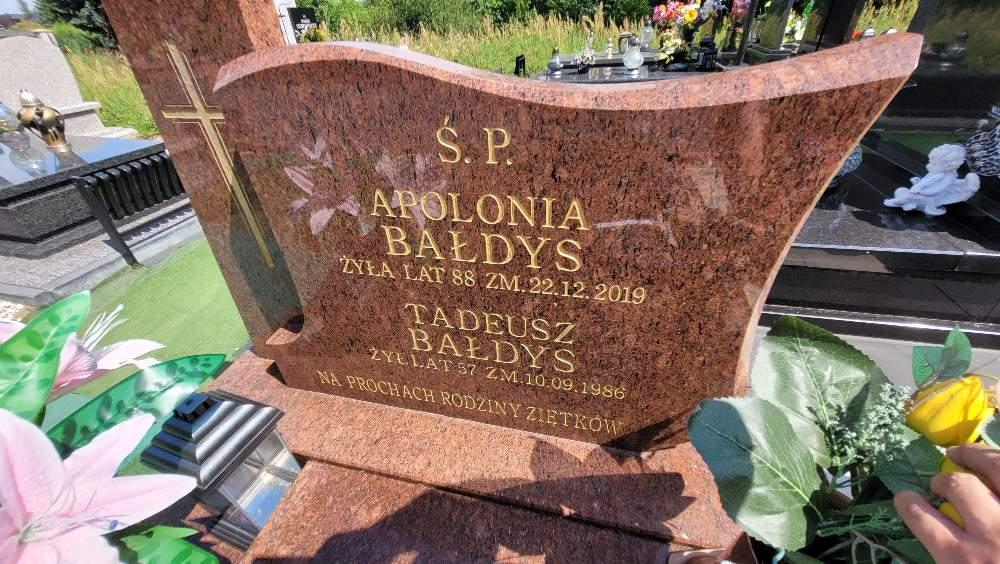 Ś. P.
APOLONIA
BAŁDYS
ŻYŁA LAT 88 ZM. 22.12.2019
TADEUSZ
BAŁDYS
ŻYŁ LAT 57 ZM. 10.09.1986
NA PROCHACH RODZINY ZIĘTKÓW